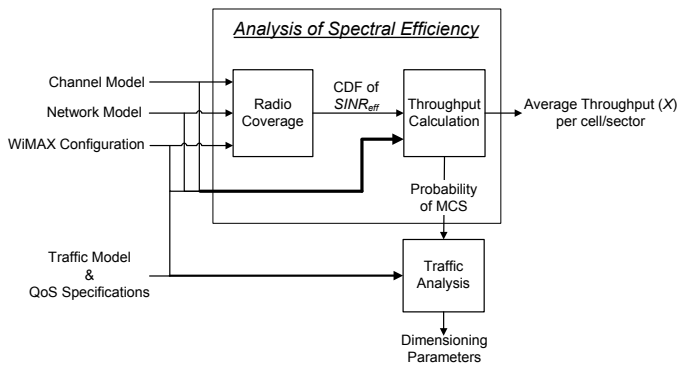 Analysis of Spectral Efficiency
Channel Model
Network Model
WiMAX Configuration
Radio
Coverage
CDF of
SINReff
Throughput
Calculation
Average Throughput (X)
per cell/sector
Probability
of MCS
Traffic Model
&
QoS Specifications
Traffic
Analysis
Dimensioning
Parameters